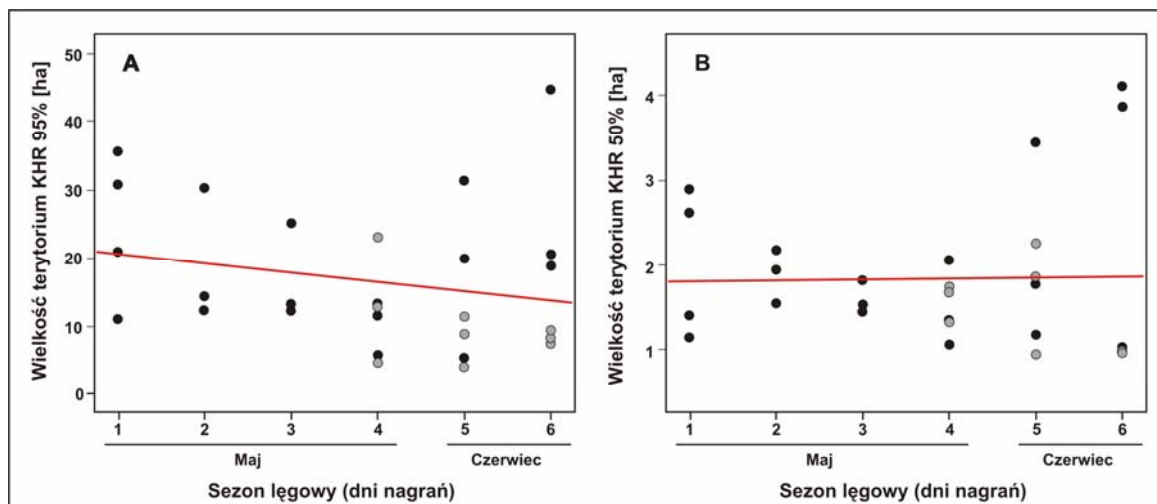 A
Wielkość terytorium KHR 95% [ha]
50
40
30
20
10
0
1 2 3 4 5 6
Maj Czerwiec
Sezon lęgowy (dni nagrań)
B
Wielkość terytorium KHR 50% [ha]
4
3
2
1
1 2 3 4 5 6
Maj Czerwiec
Sezon lęgowy (dni nagrań)